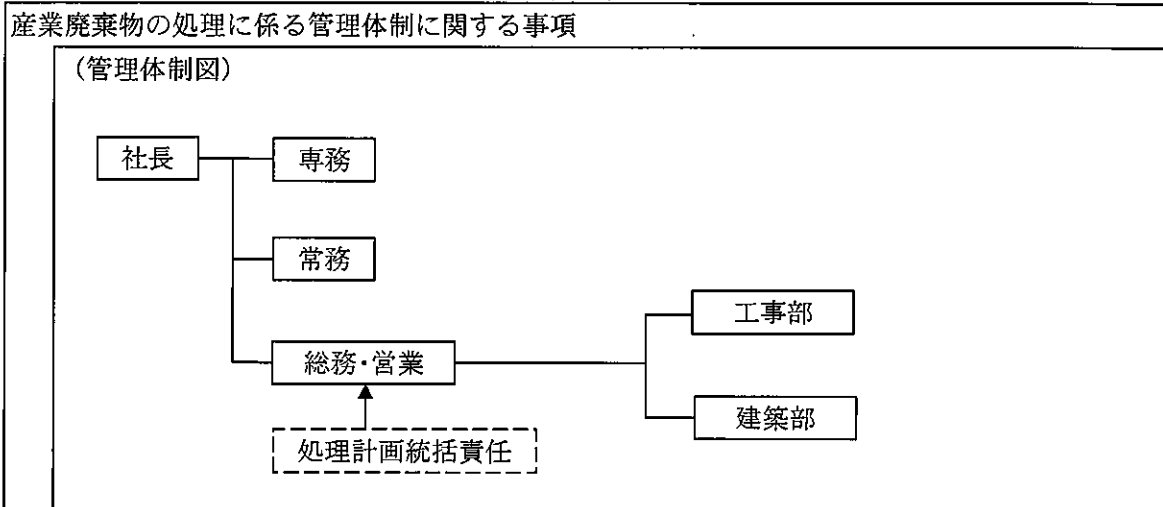 産業廃棄物の処理に係る管理体制に関する事項
（管理体制図）
社長
専務
常務
総務・営業
工事部
建築部
処理計画統括責任